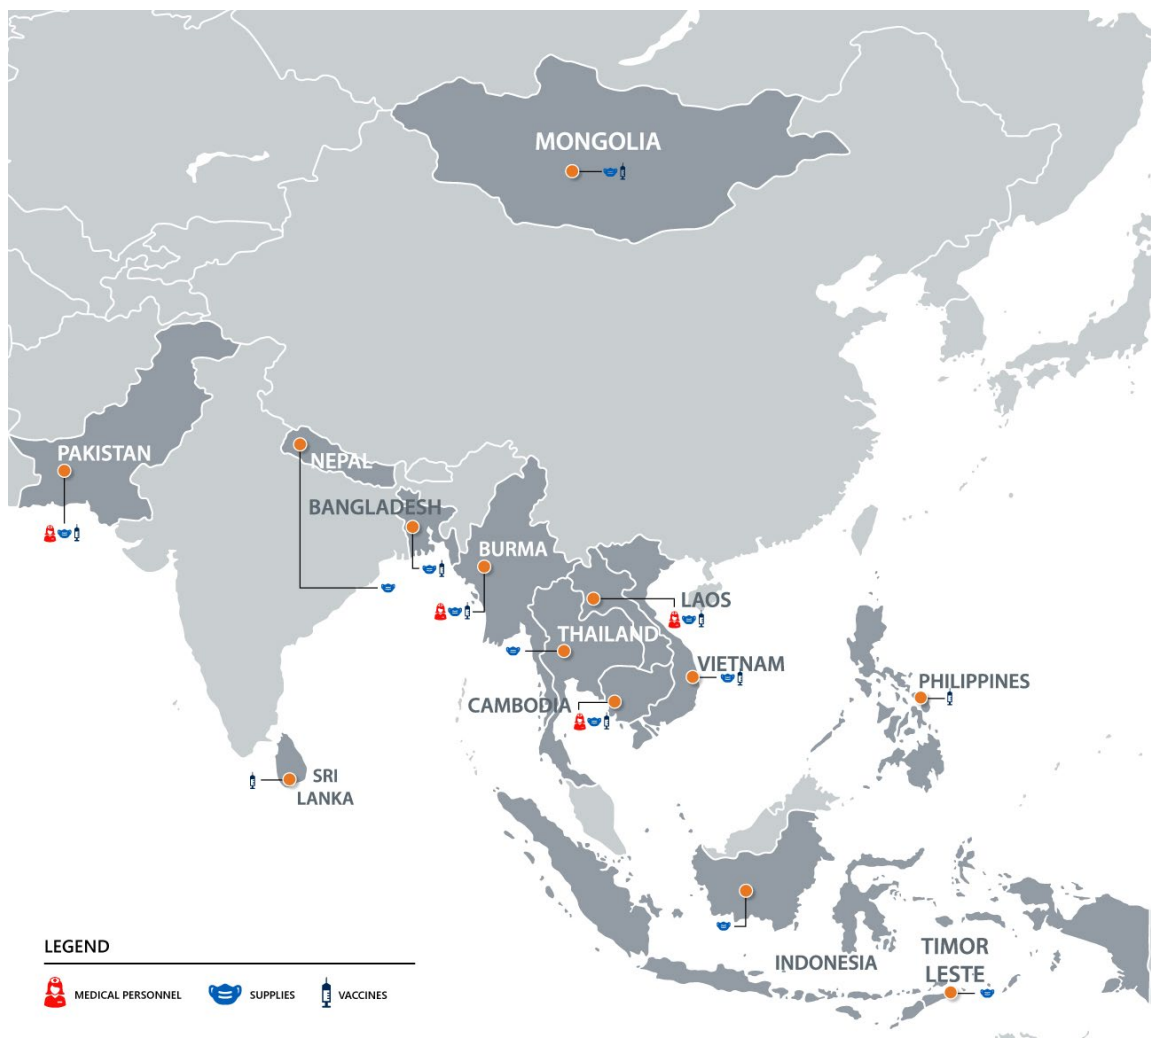 MONGOLIA
PAKISTAN
NEPAL
BANGLADESH
BURMA
LAOS
THAILAND
VIETNAM
CAMBODIA
PHILIPPINES
SRI
LANKA
INDONESIA
TIMOR
LESTE
LEGEND
MEDICAL PERSONNEL
SUPPLIES
VACCINES